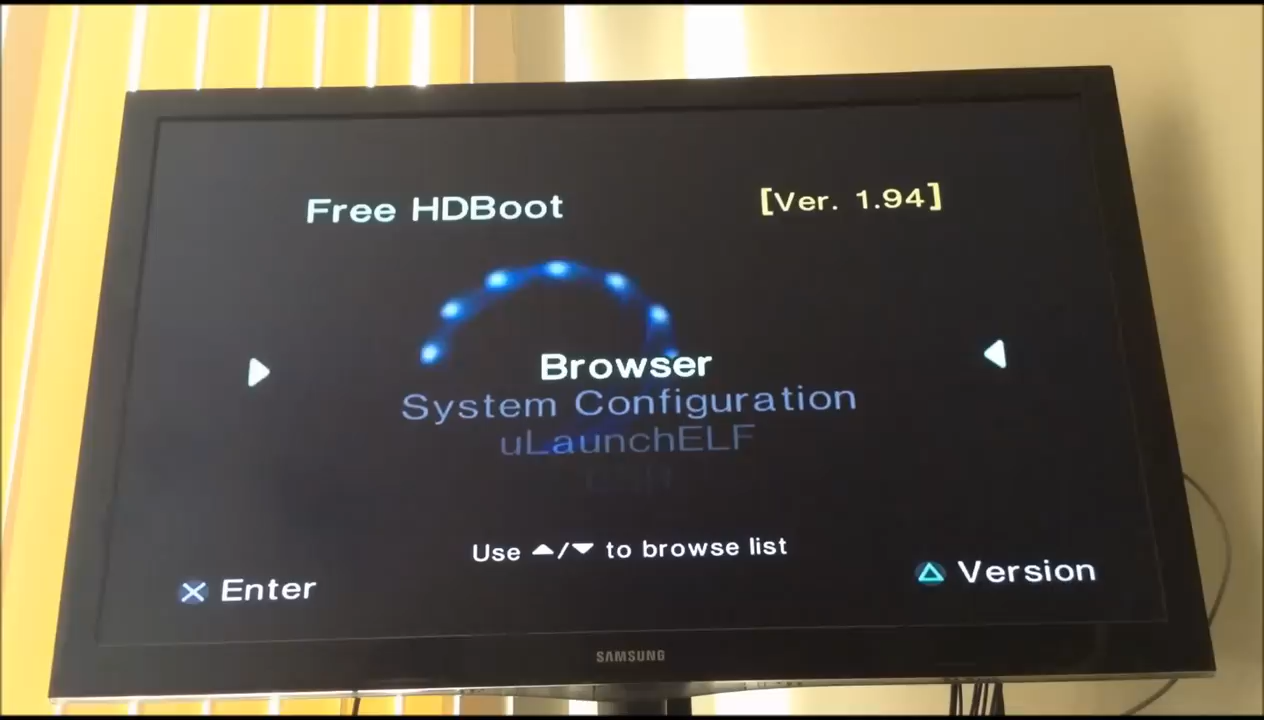 Free HDBoot
[Ver. 1.94]
Browser
System Configuration
uLaunchELF
Use ▲/▼ to browse list
Enter
Version
SAMSUNG